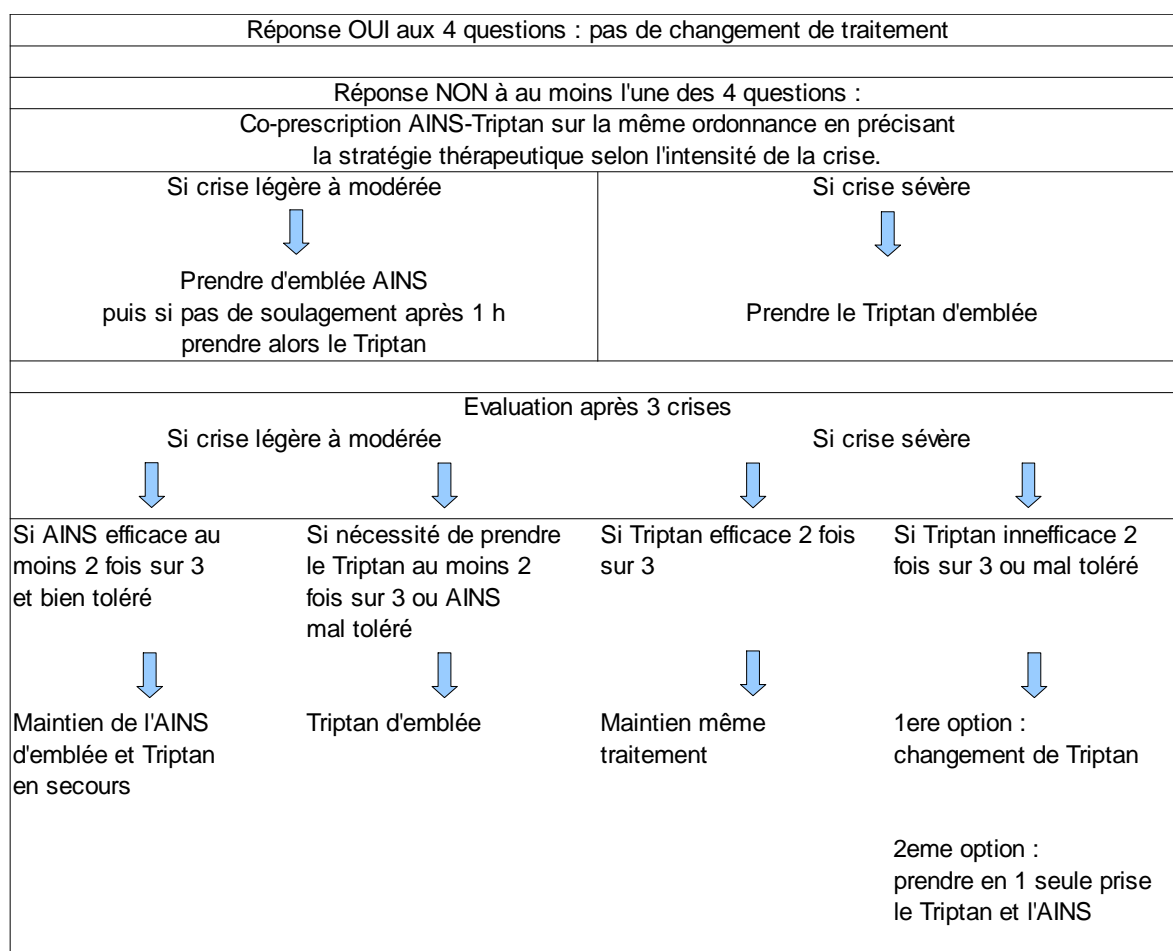 Réponse OUI aux 4 questions : pas de changement de traitement
Réponse NON à au moins l'une des 4 questions :
Co-prescription AINS-Triptan sur la même ordonnance en précisant
la stratégie thérapeutique selon l'intensité de la crise.
Si crise légère à modérée
Prendre d'emblée AINS
puis si pas de soulagement après 1 h
prendre alors le Triptan
Si crise sévère
Prendre le Triptan d'emblée
Evaluation après 3 crises
Si crise légère à modérée
Si crise sévère
Si AINS efficace au
moins 2 fois sur 3
et bien toléré
Maintien de l'AINS
d'emblée et Triptan
en secours
Si nécessité de prendre
le Triptan au moins 2
fois sur 3 ou AINS
mal toléré
Triptan d'emblée
Si Triptan efficace 2 fois
sur 3
Maintien même
traitement
Si Triptan innefficace 2
fois sur 3 ou mal toléré
1ere option :
changement de Triptan
2eme option :
prendre en 1 seule prise
le Triptan et l'AINS